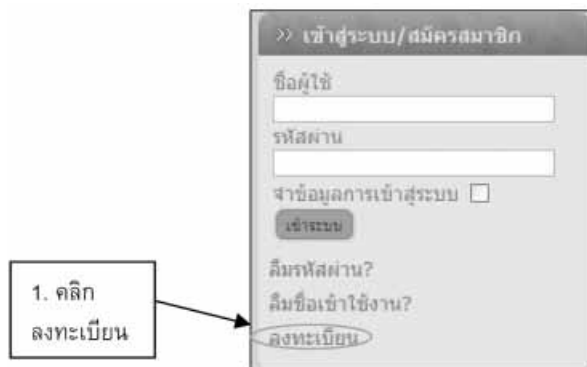 >> เข้าสู่ระบบ/สมัครสมาชิก
ชื่อผู้ใช้
รหัสผ่าน
จำข้อมูลการเข้าสู่ระบบ
เข้าระบบ
ลืมรหัสผ่าน?
ลืมชื่อเข้าใช้งาน?
ลงทะเบียน
1. คลิก
ลงทะเบียน